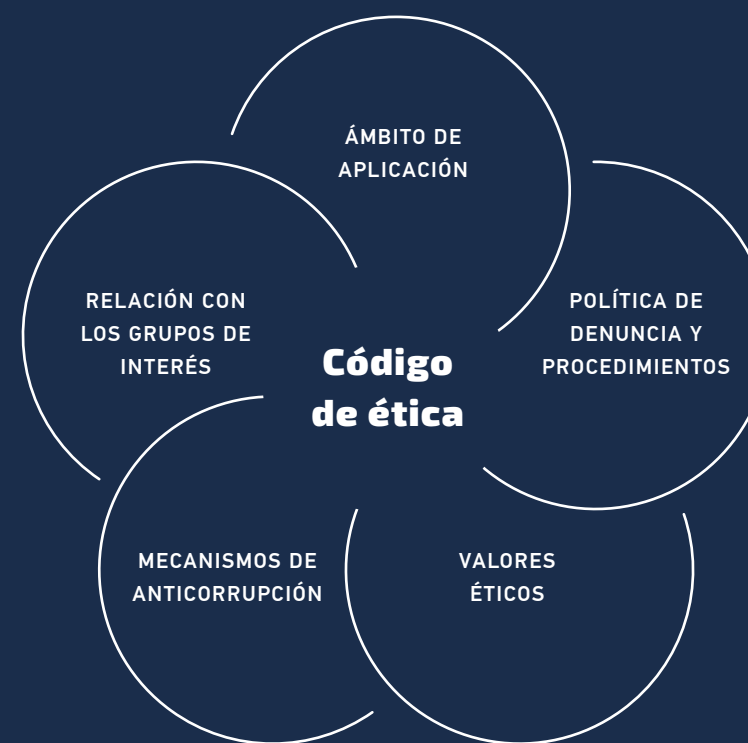 ÁMBITO DE
APLICACIÓN
RELACIÓN CON
LOS GRUPOS DE
INTERÉS
POLÍTICA DE
DENUNCIA Y
PROCEDIMIENTOS
Código
de ética
MECANISMOS DE
ANTICORRUPCIÓN
VALORES
ÉTICOS